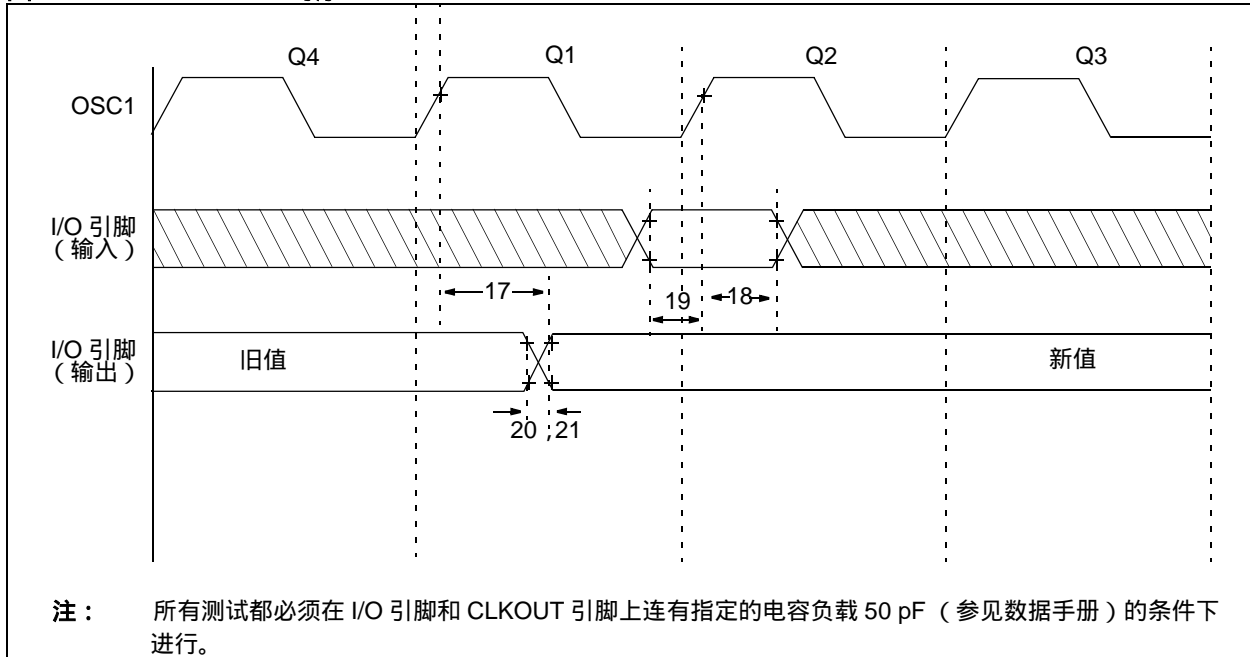 Q4 Q1 Q2 Q3
OSC1
I/O 引脚
（输入）
17
19
18
I/O 引脚
（输出）
旧值
新值
20 , 21
注： 所有测试都必须在 I/O 引脚和 CLKOUT 引脚上连有指定的电容负载 50 pF （参见数据手册）的条件下
进行。